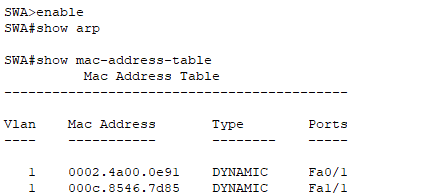 SWA>enable
SWA#show arp
SWA#show mac-address-table
Mac Address Table
-------------------------------------------
Vlan Mac Address Type Ports
---- ----------- -------- -----
1 0002.4a00.0e91 DYNAMIC Fa0/1
1 000c.8546.7d85 DYNAMIC Fa1/1